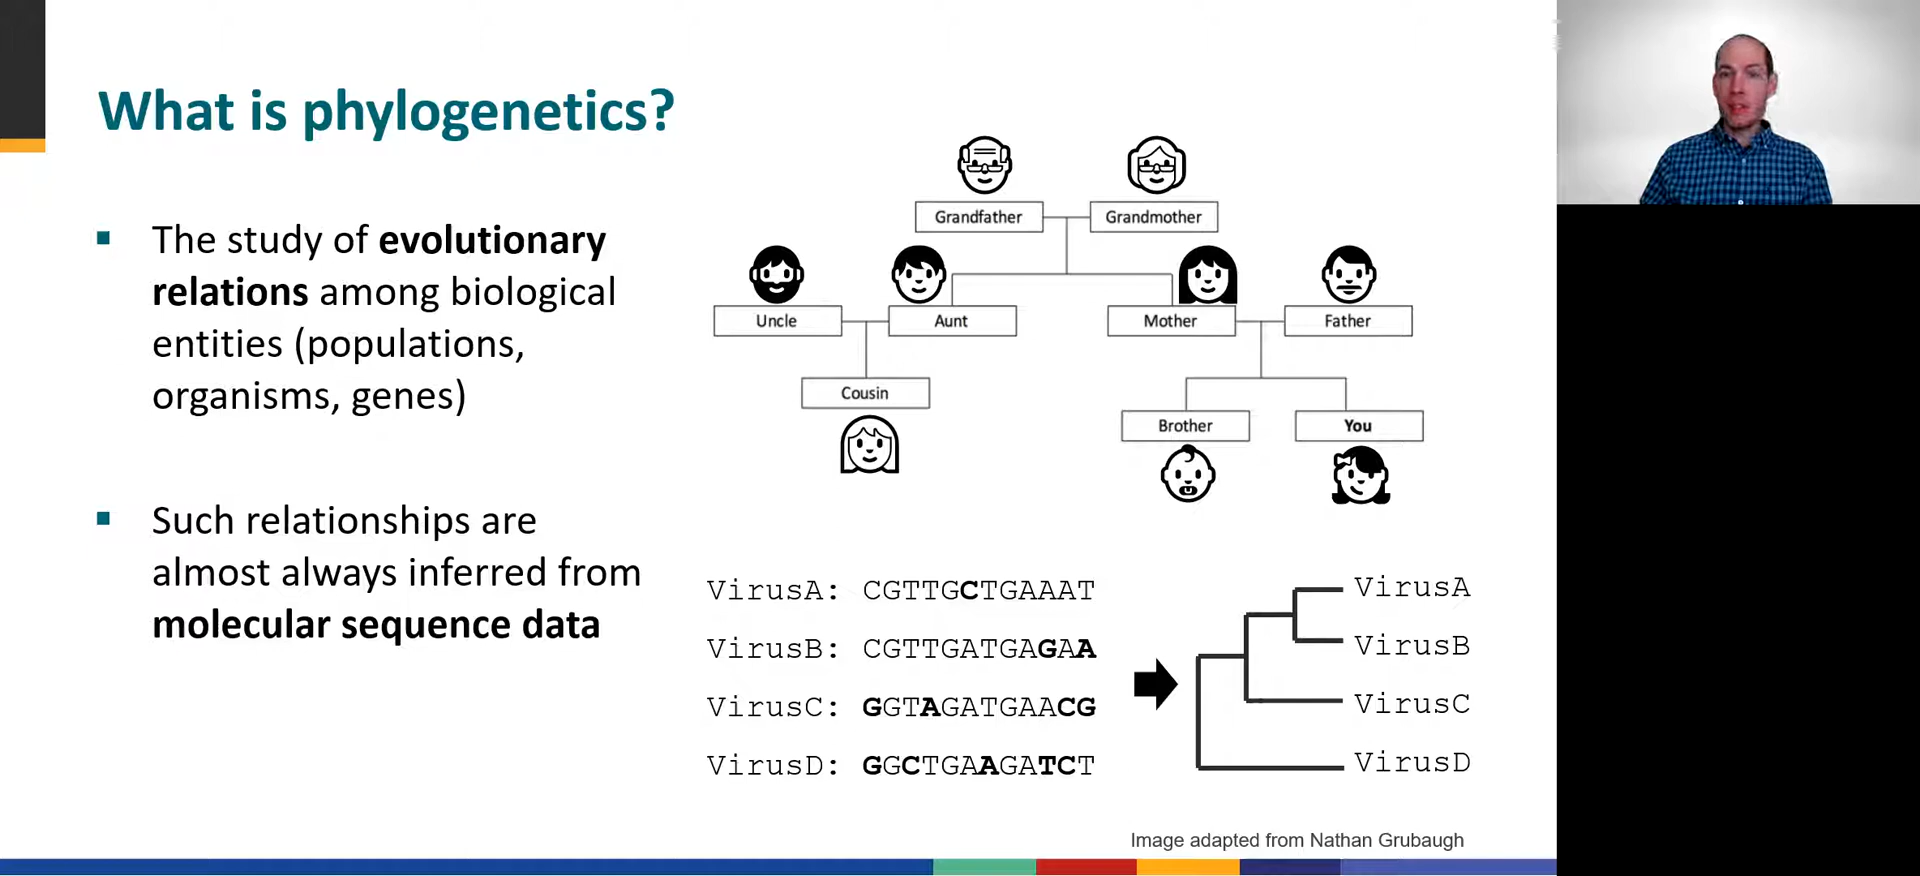 What is phylogenetics?
The study of evolutionary
relations among biological
entities (populations,
organisms, genes)
Such relationships are
almost always inferred from
molecular sequence data
Grandfather
Grandmother
Uncle
Aunt
Mother
Father
Cousin
Brother
You
VirusA: CGTTGCTGAAAT
VirusB: CGTTGATGAGAA
VirusC: GGTAGATGAACG
VirusD: GGCTGAAGATCT
VirusA
VirusB
VirusC
VirusD
Image adapted from Nathan Grubaugh